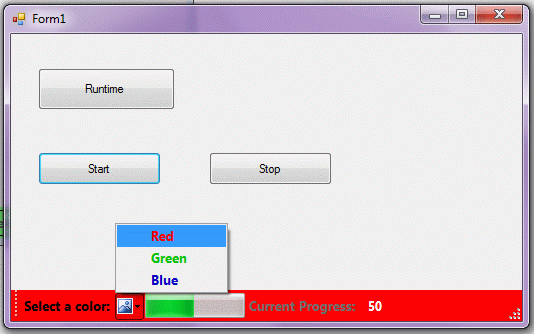 Form1
Runtime
Start Stop
Red
Green
Blue
Select a color: Current Progress: 50